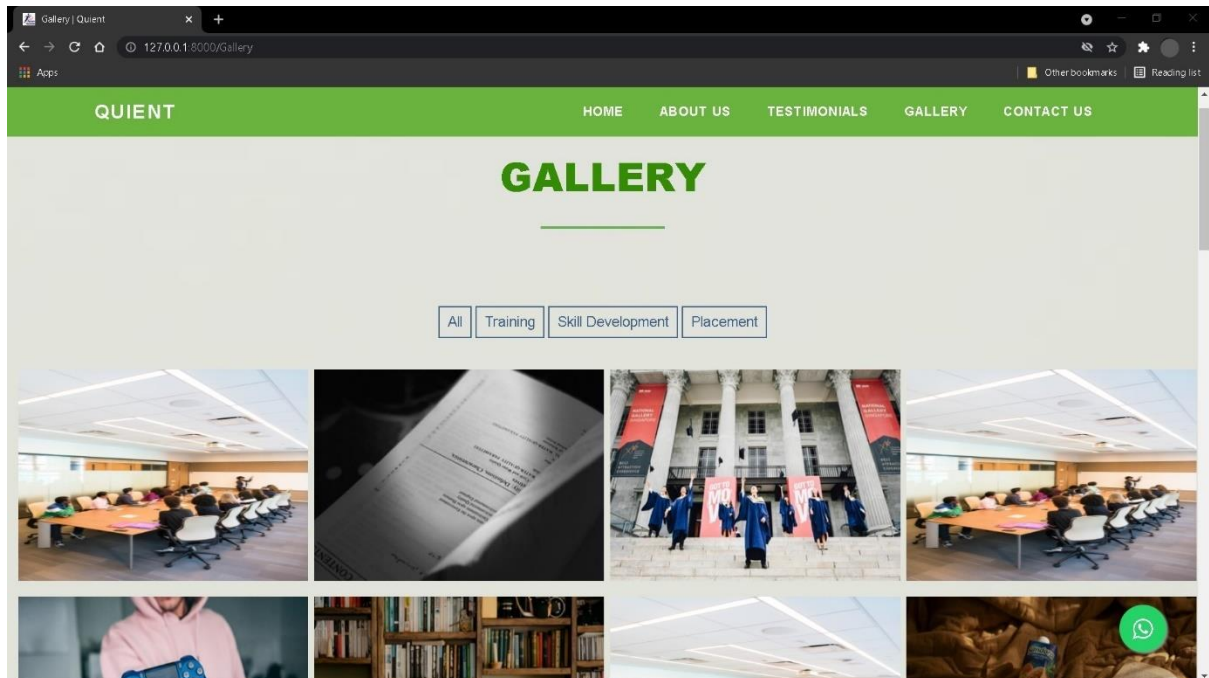 Gallery | Quient
127.0.0.1:8000/Gallery
Apps
Other bookmarks
Reading list
QUIENT
HOME ABOUT US TESTIMONIALS GALLERY CONTACT US
GALLERY
All Training Skill Development Placement